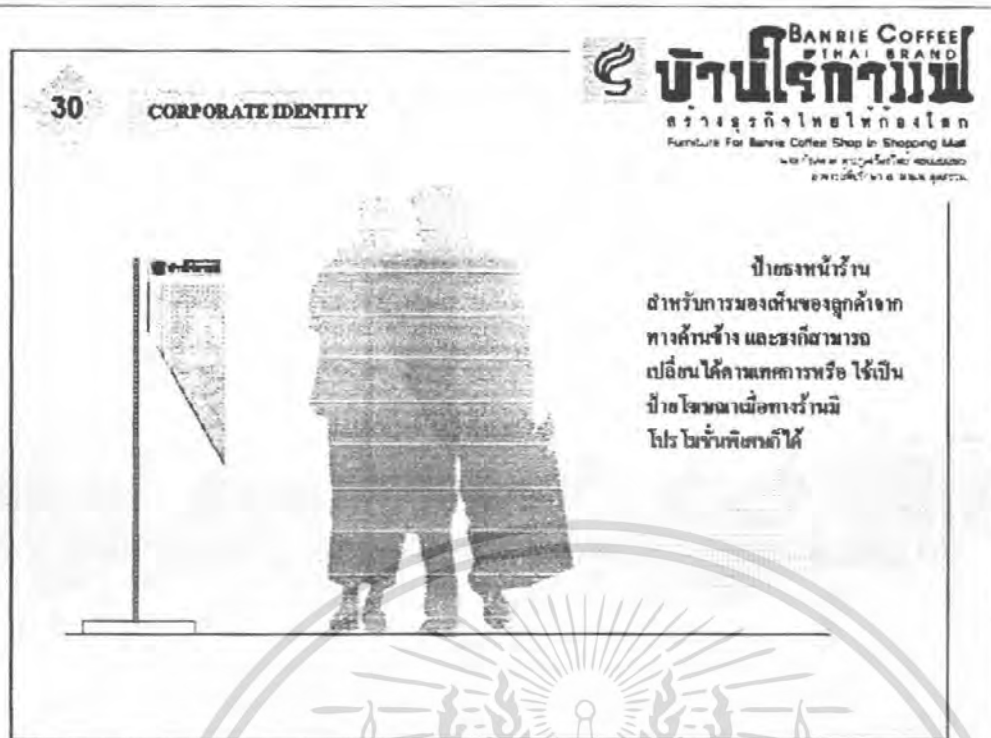 30 CORPORATE IDENTITY
BANRIE COFFEE
THAI BRAND
บ้านไร่กาแฟ
สร้างธุรกิจไทยให้ก้องโลก
Furniture For Banrie Coffee Shop in Shopping Mall
ป้ายธงหน้าร้าน
สำหรับการมองเห็นของลูกค้าจาก
ทางด้านข้าง และธงก็สามารถ
เปลี่ยนได้ตามเทศการหรือ ใช้เป็น
ป้ายโฆษณาเมื่อทางร้านมี
โปรโมชั่นพิเศษก็ได้